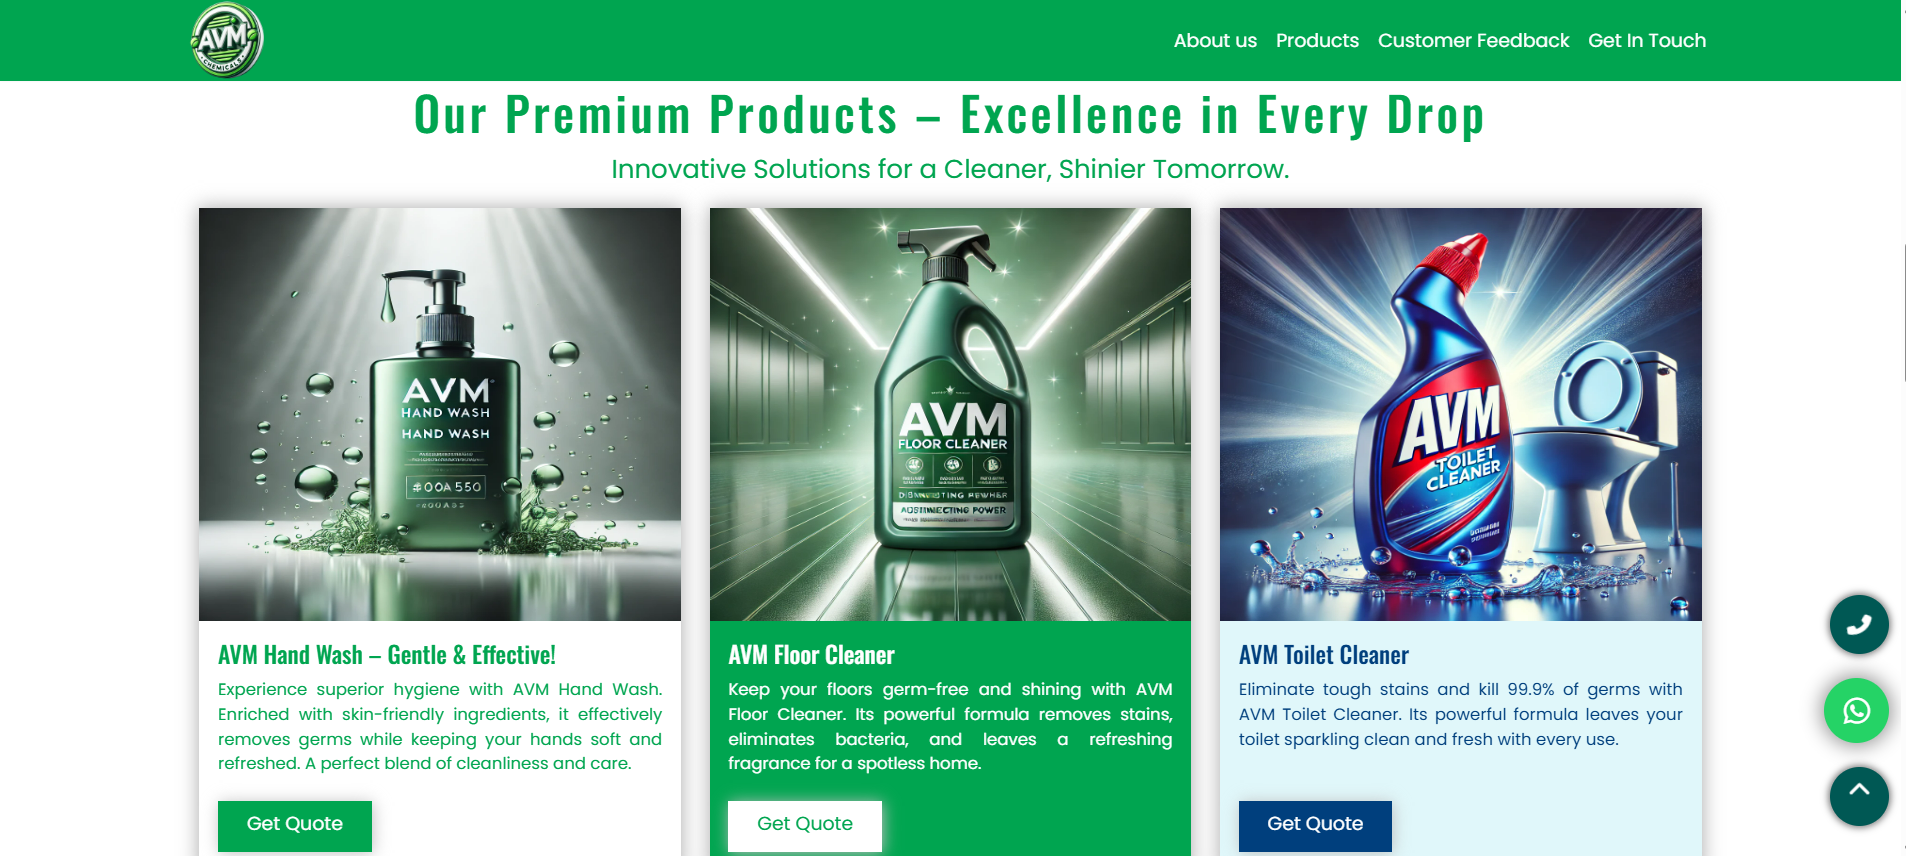 AVM
CHEMICALS
About us Products Customer Feedback Get In Touch
Our Premium Products – Excellence in Every Drop
Innovative Solutions for a Cleaner, Shinier Tomorrow.
AVM
HAND WASH
HAND WASH
AVM
FLOOR CLEANER
AVM
TOILET
CLEANER
AVM Hand Wash – Gentle & Effective!
Experience superior hygiene with AVM Hand Wash.
Enriched with skin-friendly ingredients, it effectively
removes germs while keeping your hands soft and
refreshed. A perfect blend of cleanliness and care.
Get Quote
AVM Floor Cleaner
Keep your floors germ-free and shining with AVM
Floor Cleaner. Its powerful formula removes stains,
eliminates bacteria, and leaves a refreshing
fragrance for a spotless home.
Get Quote
AVM Toilet Cleaner
Eliminate tough stains and kill 99.9% of germs with
AVM Toilet Cleaner. Its powerful formula leaves your
toilet sparkling clean and fresh with every use.
Get Quote